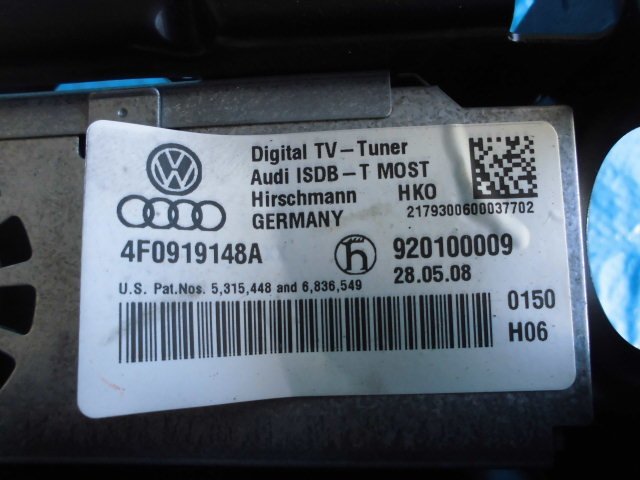 Digital TV-Tuner
Audi ISDB-T MOST
Hirschmann HKO
GERMANY
2179300600037702
4F0919148A
h
920100009
28.05.08
U.S. Pat.Nos. 5,315,448 and 6,836,549
0150
H06